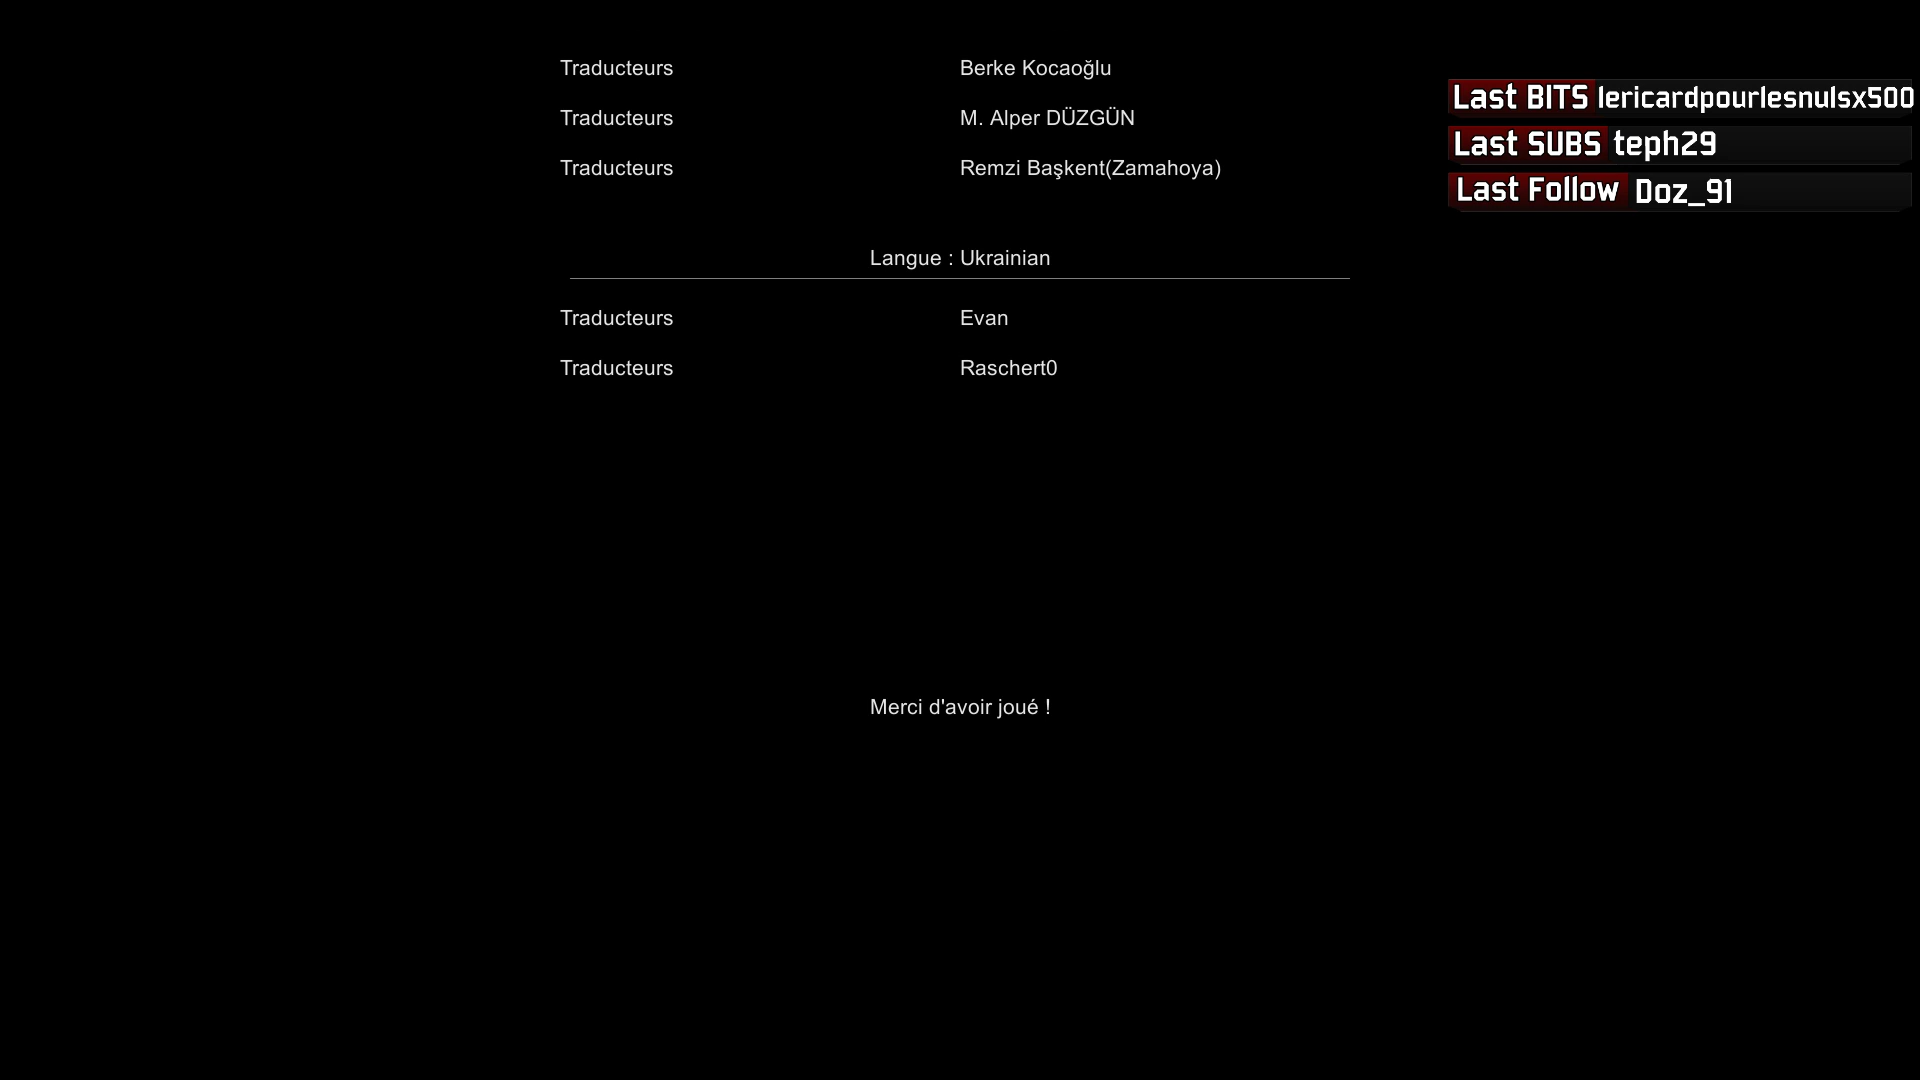 Traducteurs Berke Kocaoğlu
Traducteurs M. Alper DÜZGÜN
Traducteurs Remzi Başkent(Zamahoya)
Langue : Ukrainian
Traducteurs Evan
Traducteurs Raschert0
Merci d'avoir joué !
Last BITS lericardpourlesnulsx500
Last SUBS teph29
Last Follow Doz_91